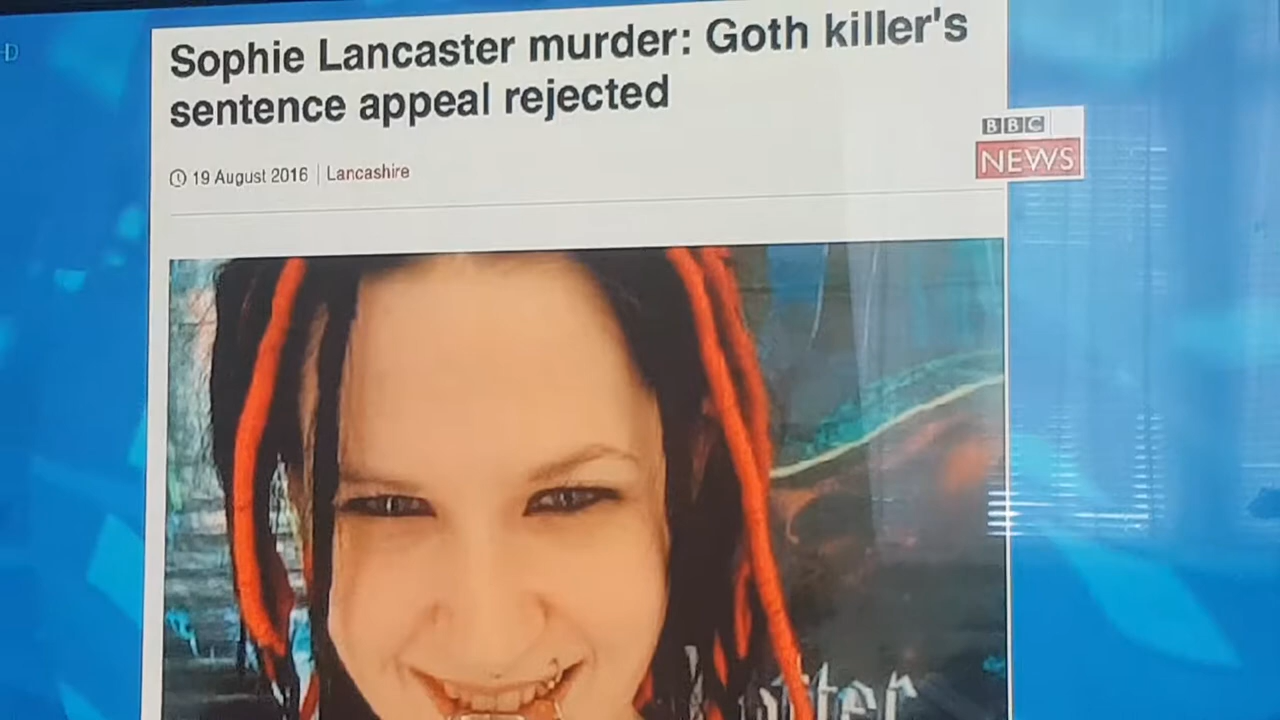 Sophie Lancaster murder: Goth killer's
sentence appeal rejected
BBC
NEWS
19 August 2016 | Lancashire